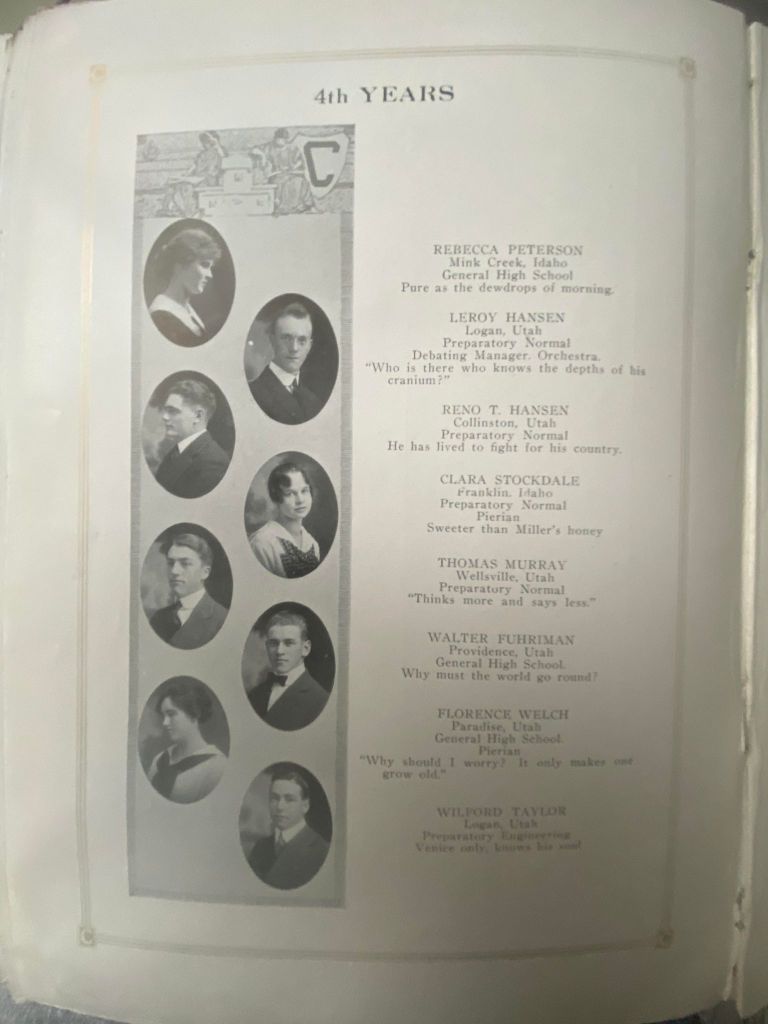 4th YEARS
C
REBECCA PETERSON
Mink Creek, Idaho
General High School
Pure as the dewdrops of morning.
LEROY HANSEN
Logan, Utah
Preparatory Normal
Debating Manager. Orchestra.
"Who is there who knows the depths of his
cranium?"
RENO T. HANSEN
Collinston, Utah
Preparatory Normal
He has lived to fight for his country.
CLARA STOCKDALE
Franklin. Idaho
Preparatory Normal
Pierian
Sweeter than Miller's honey
THOMAS MURRAY
Wellsville, Utah
Preparatory Normal
"Thinks more and says less."
WALTER FUHRIMAN
Providence, Utah
General High School.
Why must the world go round?
FLORENCE WELCH
Paradise, Utah
General High School.
Pierian
"Why should I worry? It only makes one
grow old."
WILFORD TAYLOR
Logan, Utah
Preparatory Engineering
Venice only, knows his soul